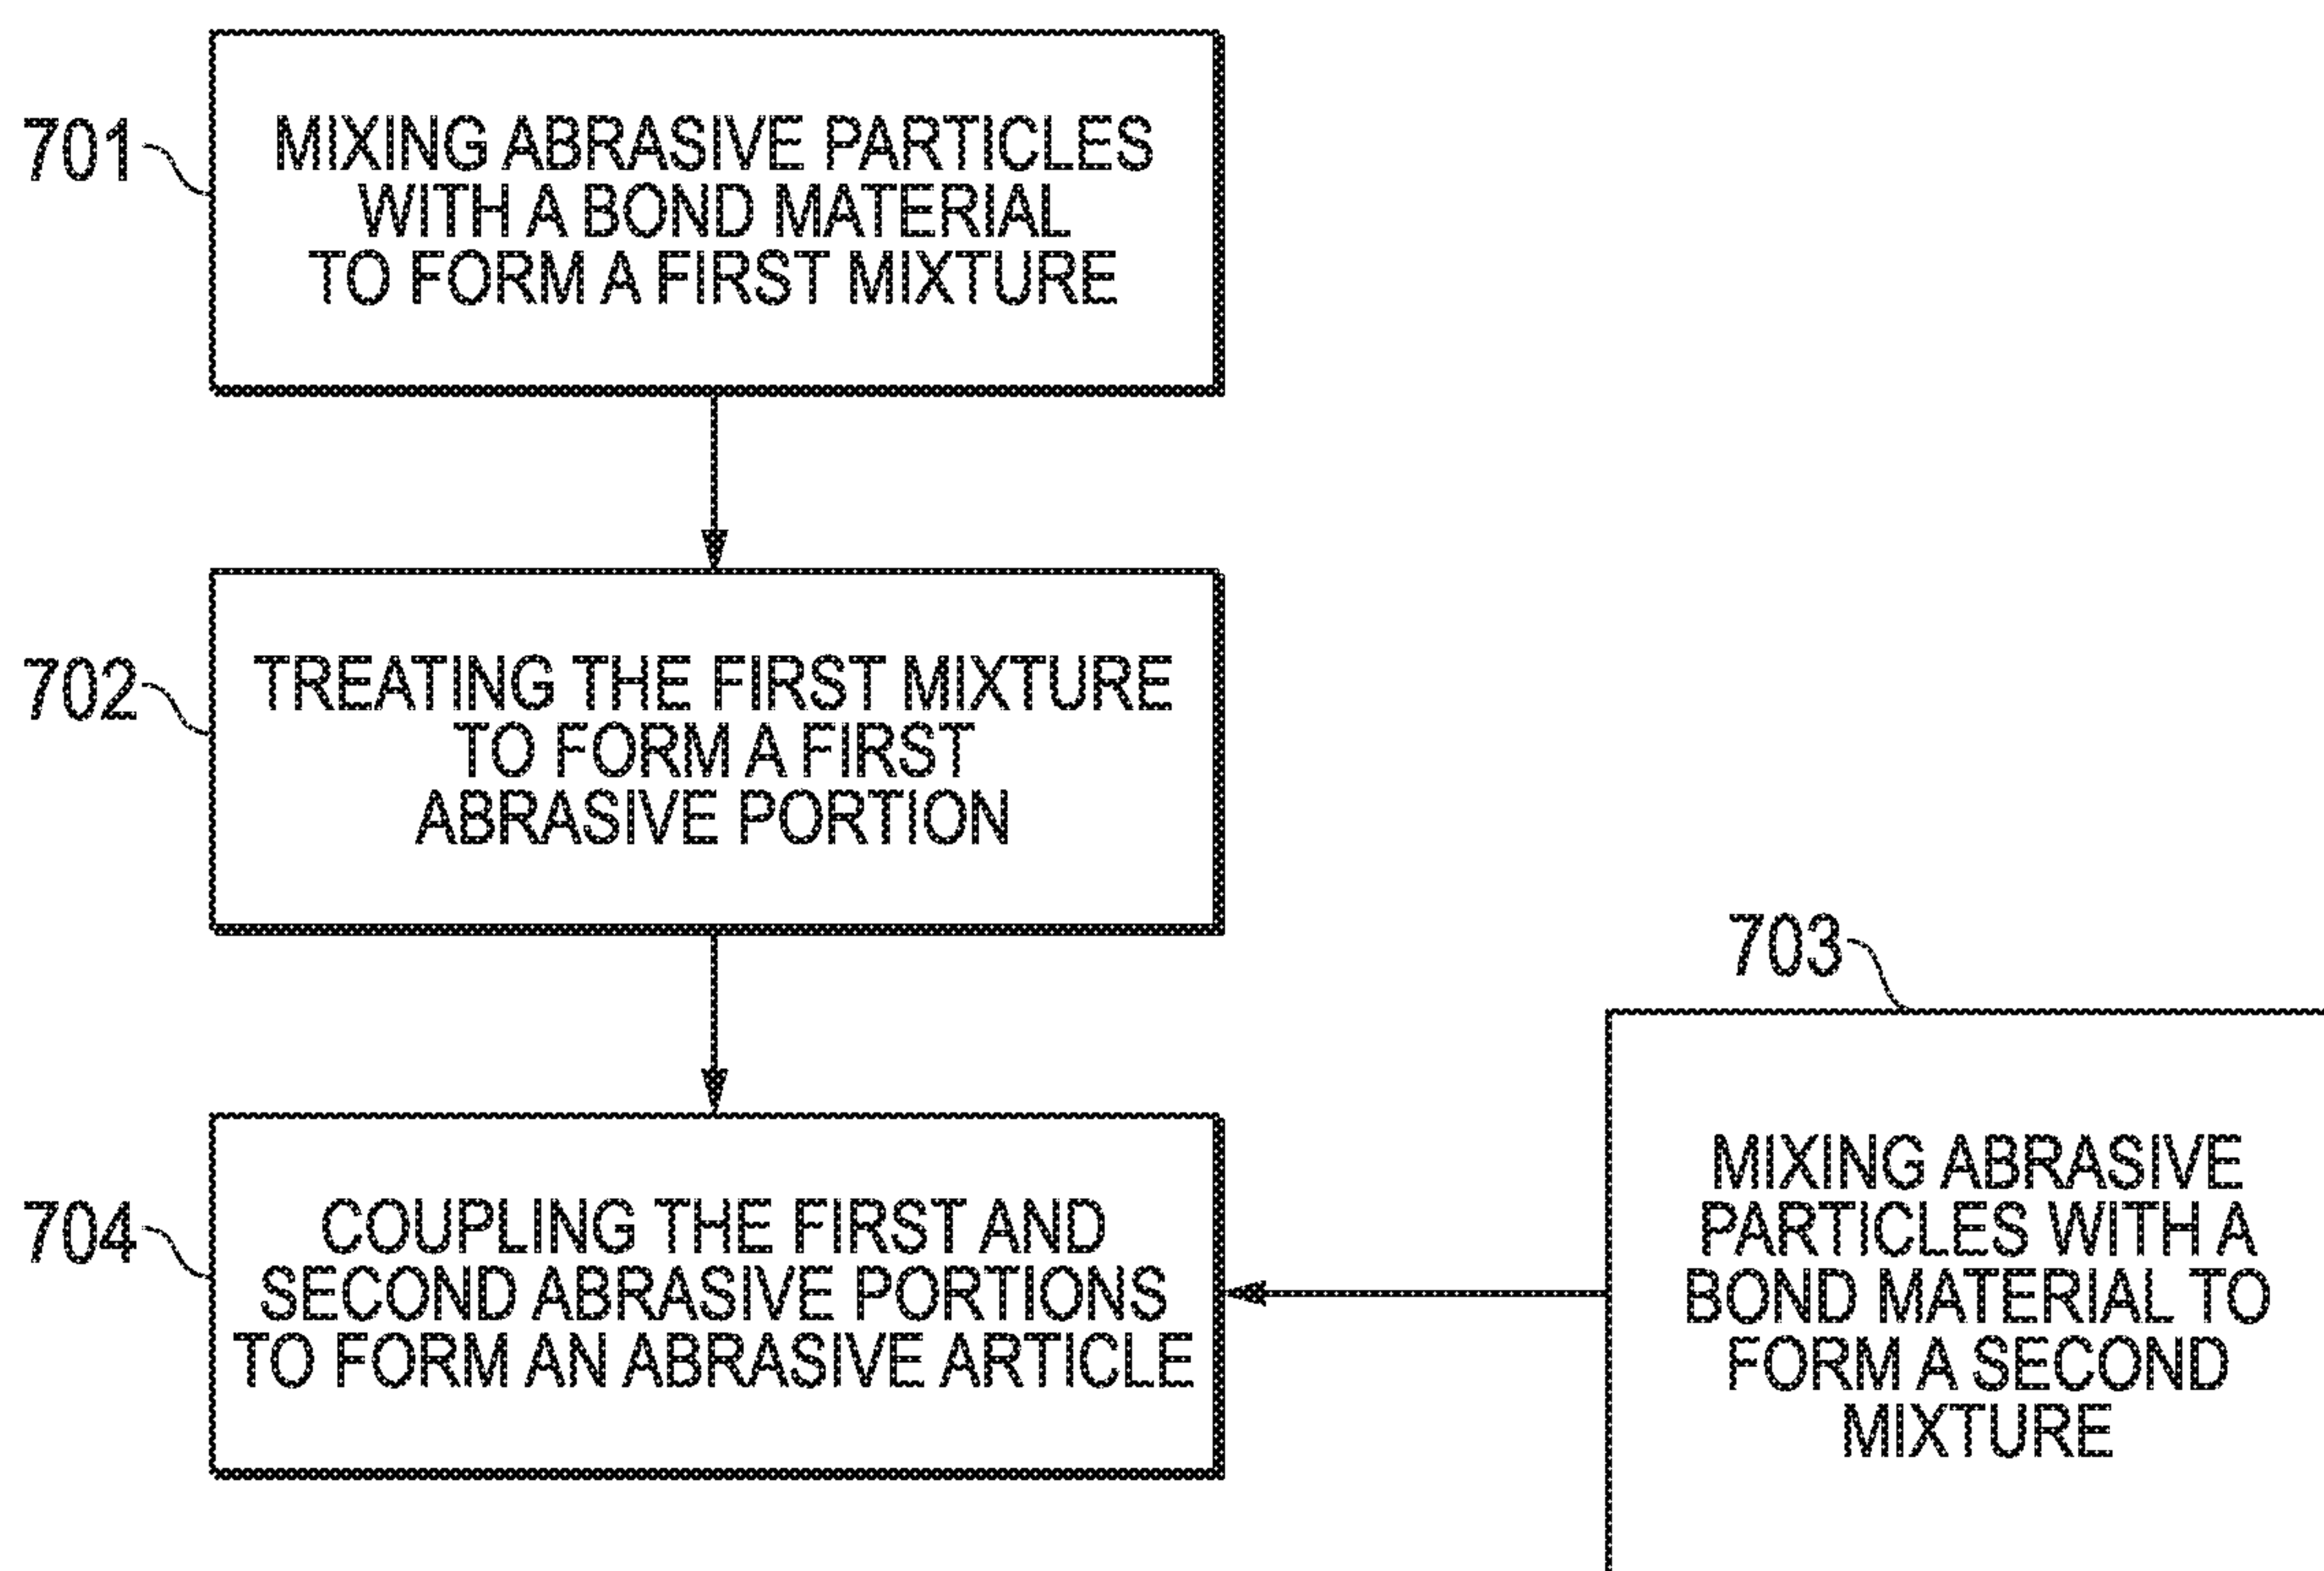 701
MIXING ABRASIVE PARTICLES
WITH A BOND MATERIAL
TO FORM A FIRST MIXTURE
702
TREATING THE FIRST MIXTURE
TO FORM A FIRST
ABRASIVE PORTION
703
MIXING ABRASIVE
PARTICLES WITH A
BOND MATERIAL TO
FORM A SECOND
MIXTURE
704
COUPLING THE FIRST AND
SECOND ABRASIVE PORTIONS
TO FORM AN ABRASIVE ARTICLE